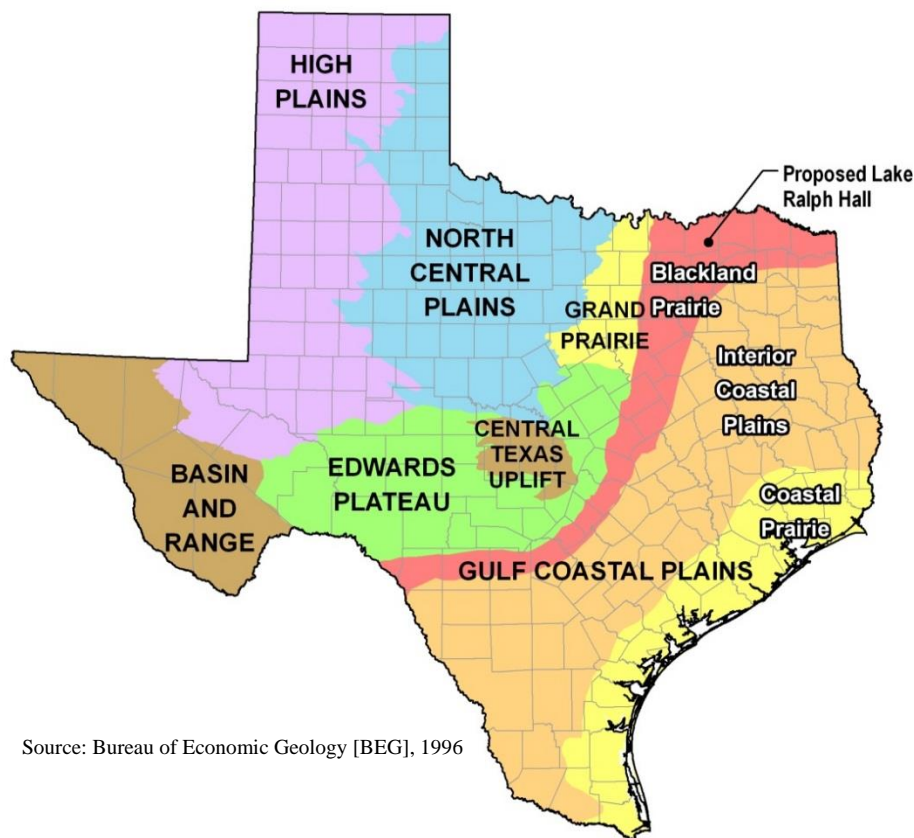 HIGH
PLAINS
Proposed Lake
Ralph Hall
NORTH
CENTRAL
PLAINS
Blackland
Prairie
GRAND
PRAIRIE
Interior
Coastal
Plains
CENTRAL
TEXAS
UPLIFT
EDWARDS
PLATEAU
BASIN
AND
RANGE
Coastal
Prairie
GULF COASTAL PLAINS
Source: Bureau of Economic Geology [BEG], 1996